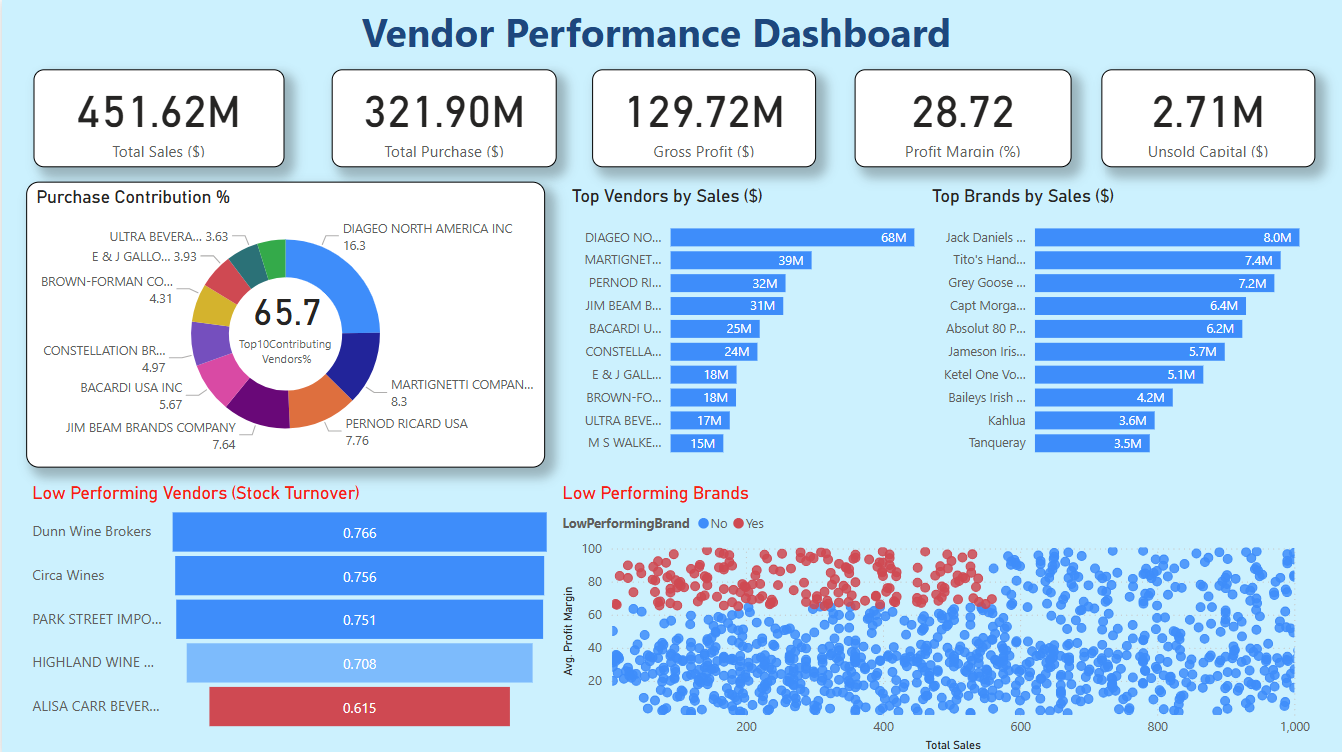 Vendor Performance Dashboard
451.62M
Total Sales ($)
321.90M
Total Purchase ($)
129.72M
Gross Profit ($)
28.72
Profit Margin (%)
2.71M
Unsold Capital ($)
Purchase Contribution %
DIAGEO NORTH AMERICA INC
16.3
MARTIGNETTI COMPAN...
8.3
PERNOD RICARD USA
7.76
JIM BEAM BRANDS COMPANY
7.64
BACARDI USA INC
5.67
CONSTELLATION BR...
4.97
BROWN-FORMAN CO...
4.31
E & J GALLO... 3.93
ULTRA BEVERA... 3.63
65.7
Top10Contributing
Vendors%
Top Vendors by Sales ($)
DIAGEO NO... 68M
MARTIGNET... 39M
PERNOD RI... 32M
JIM BEAM B... 31M
BACARDI U... 25M
CONSTELLA... 24M
E & J GALL... 18M
BROWN-FO... 18M
ULTRA BEVE... 17M
M S WALKE... 15M
Top Brands by Sales ($)
Jack Daniels ... 8.0M
Tito's Hand... 7.4M
Grey Goose ... 7.2M
Capt Morga... 6.4M
Absolut 80 P... 6.2M
Jameson Iris... 5.7M
Ketel One Vo... 5.1M
Baileys Irish ... 4.2M
Kahlua 3.6M
Tanqueray 3.5M
Low Performing Vendors (Stock Turnover)
Dunn Wine Brokers 0.766
Circa Wines 0.756
PARK STREET IMPO... 0.751
HIGHLAND WINE ... 0.708
ALISA CARR BEVER... 0.615
Low Performing Brands
LowPerformingBrand No Yes
Avg. Profit Margin
100
80
60
40
20
200 400 600 800 1,000
Total Sales